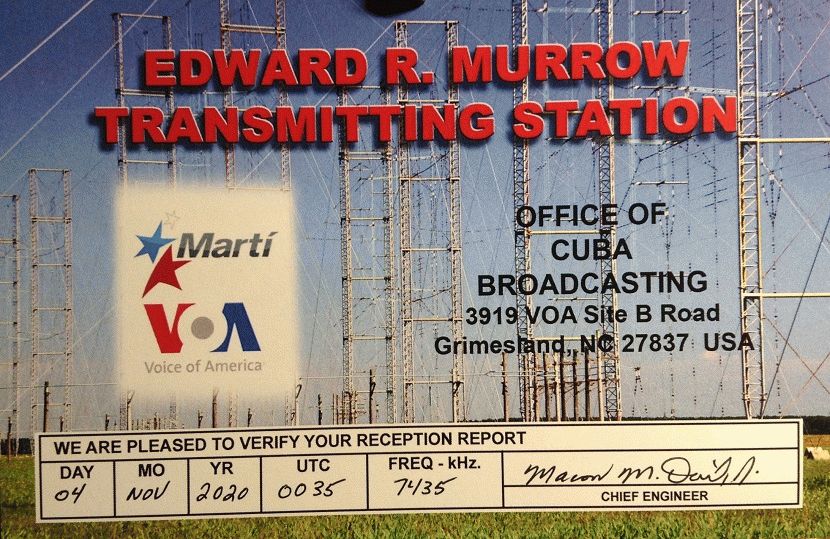 EDWARD R. MURROW
TRANSMITTING STATION
Martí
VOA
Voice of America
OFFICE OF
CUBA
BROADCASTING
3919 VOA Site B Road
Grimesland, NC 27837 USA
WE ARE PLEASED TO VERIFY YOUR RECEPTION REPORT
DAY MO YR UTC FREQ - kHz.
04 NOV 2020 0035 7435
Macon M.
CHIEF ENGINEER